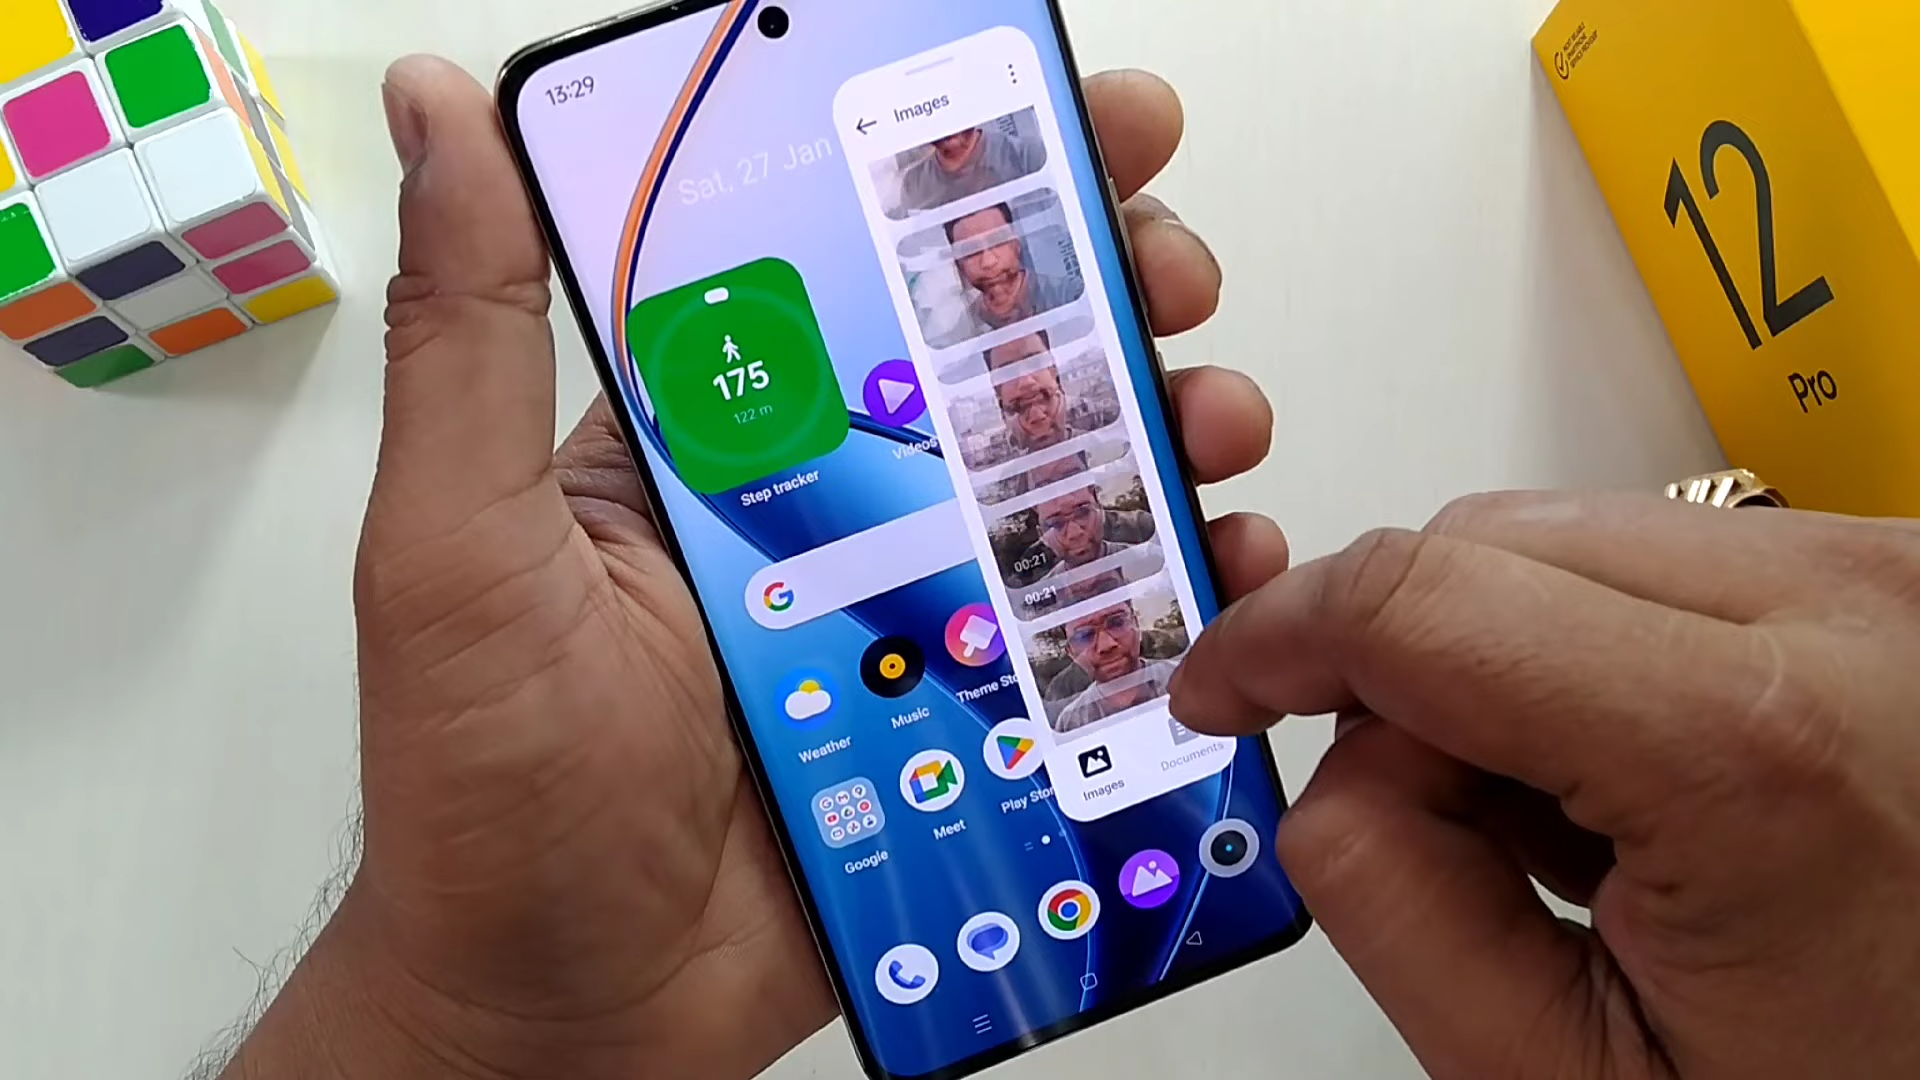 13:29
Sat, 27 Jan
Images
175
122 m
Step tracker
Videos
00:21
00:21
Weather
Music
Theme Sto
Google
Meet
Play Stor
Images
Documents
12
Pro